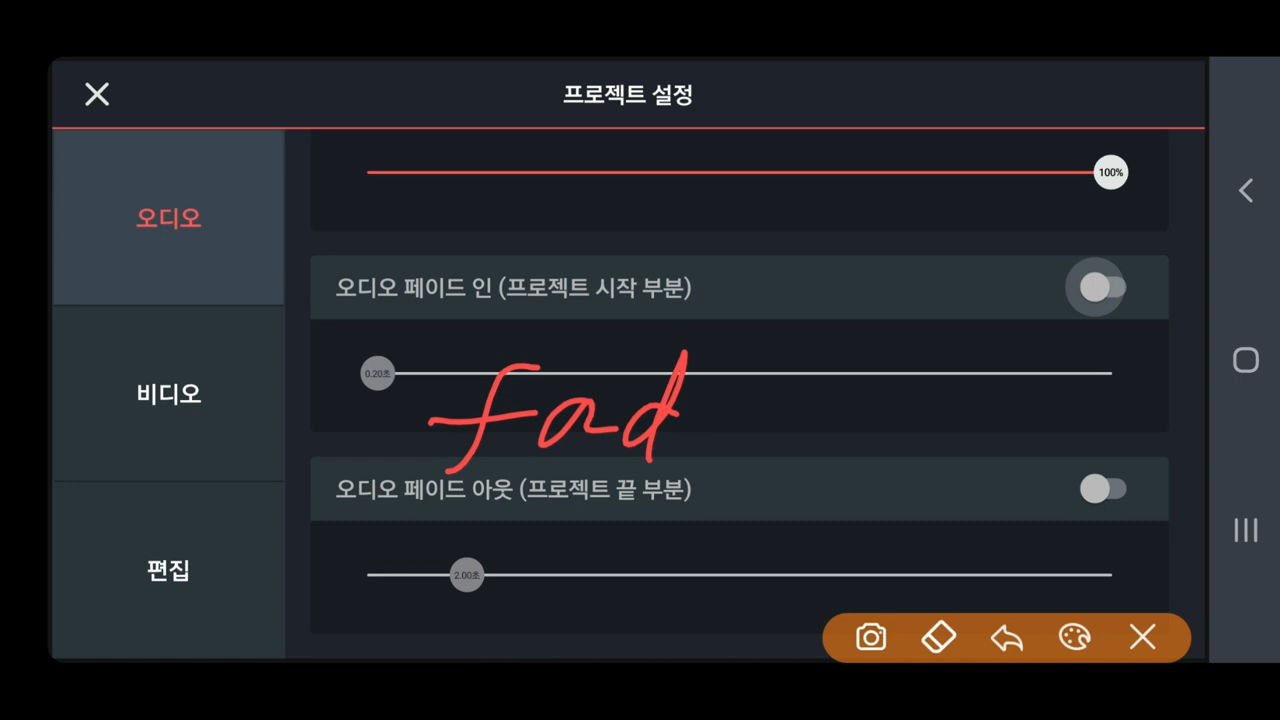 프로젝트 설정
오디오
비디오
편집
100%
오디오 페이드 인 (프로젝트 시작 부분)
0.20초
fad
오디오 페이드 아웃 (프로젝트 끝 부분)
2.00초